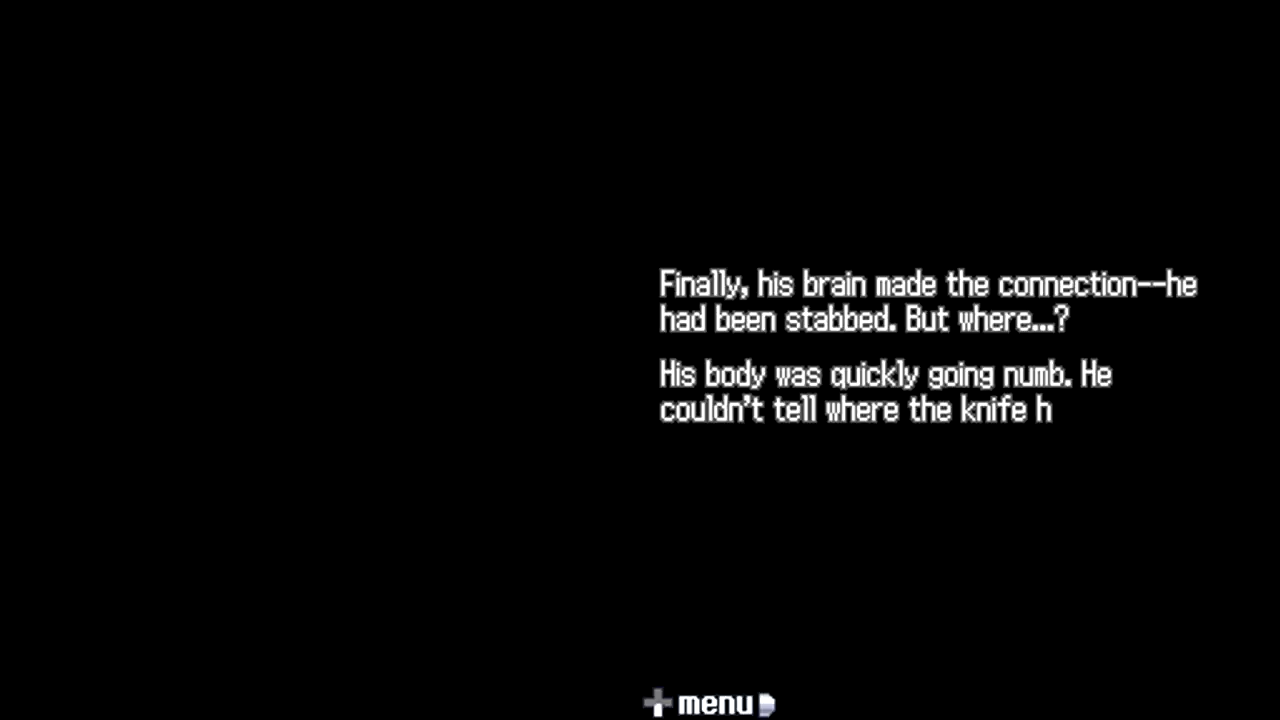 Finally, his brain made the connection--he
had been stabbed. But where...?
His body was quickly going numb. He
couldn't tell where the knife h
menu